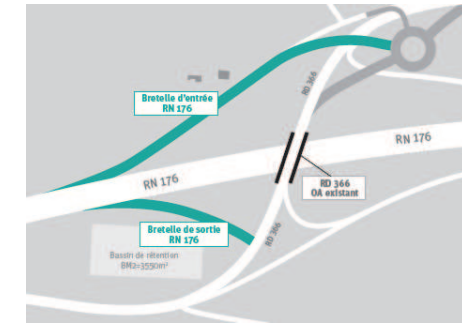 RD 366
Bretelle d'entrée
RN 176
RN 176
RN 176
RD 366
OA existant
Bretelle de sortie
RN 176
RD 366
Bassin de rétention
BM2=3550m³